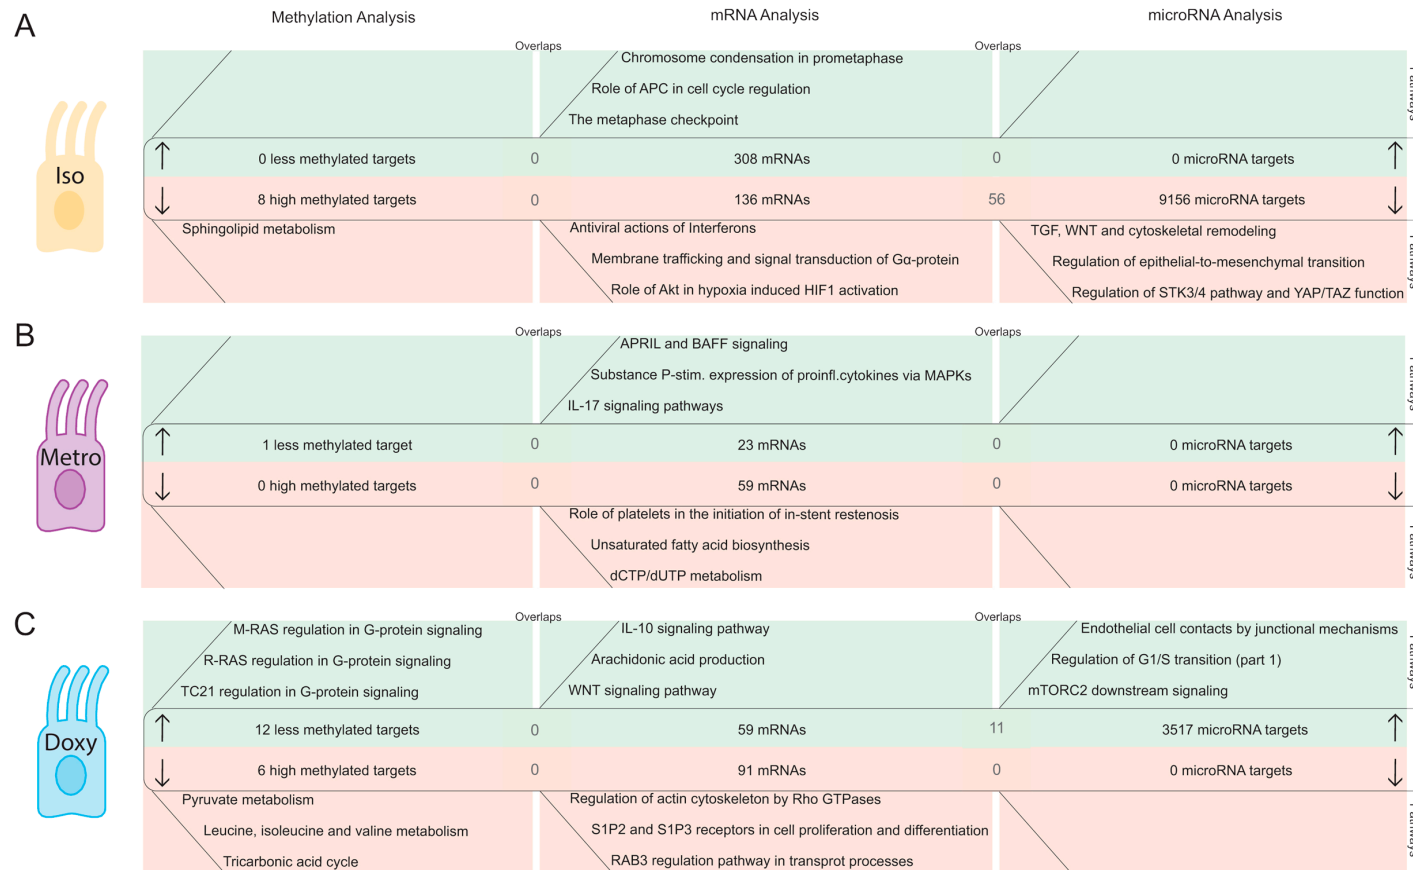 Methylation Analysis
mRNA Analysis
microRNA Analysis
A
Overlaps
Overlaps
Chromosome condensation in prometaphase
Role of APC in cell cycle regulation
The metaphase checkpoint
Iso
0 less methylated targets
0
308 mRNAs
0
0 microRNA targets
8 high methylated targets
0
136 mRNAs
56
9156 microRNA targets
Sphingolipid metabolism
Antiviral actions of Interferons
Membrane trafficking and signal transduction of Gα-protein
Role of Akt in hypoxia induced HIF1 activation
TGF, WNT and cytoskeletal remodeling
Regulation of epithelial-to-mesenchymal transition
Regulation of STK3/4 pathway and YAP/TAZ function
B
Overlaps
Overlaps
APRIL and BAFF signaling
Substance P-stim. expression of proinfl.cytokines via MAPKs
IL-17 signaling pathways
Metro
1 less methylated target
0
23 mRNAs
0
0 microRNA targets
0 high methylated targets
0
59 mRNAs
0
0 microRNA targets
Role of platelets in the initiation of in-stent restenosis
Unsaturated fatty acid biosynthesis
dCTP/dUTP metabolism
C
Overlaps
Overlaps
M-RAS regulation in G-protein signaling
R-RAS regulation in G-protein signaling
TC21 regulation in G-protein signaling
IL-10 signaling pathway
Arachidonic acid production
WNT signaling pathway
Endothelial cell contacts by junctional mechanisms
Regulation of G1/S transition (part 1)
mTORC2 downstream signaling
Doxy
12 less methylated targets
0
59 mRNAs
11
3517 microRNA targets
6 high methylated targets
0
91 mRNAs
0
0 microRNA targets
Pyruvate metabolism
Leucine, isoleucine and valine metabolism
Tricarbonic acid cycle
Regulation of actin cytoskeleton by Rho GTPases
S1P2 and S1P3 receptors in cell proliferation and differentiation
RAB3 regulation pathway in transprot processes